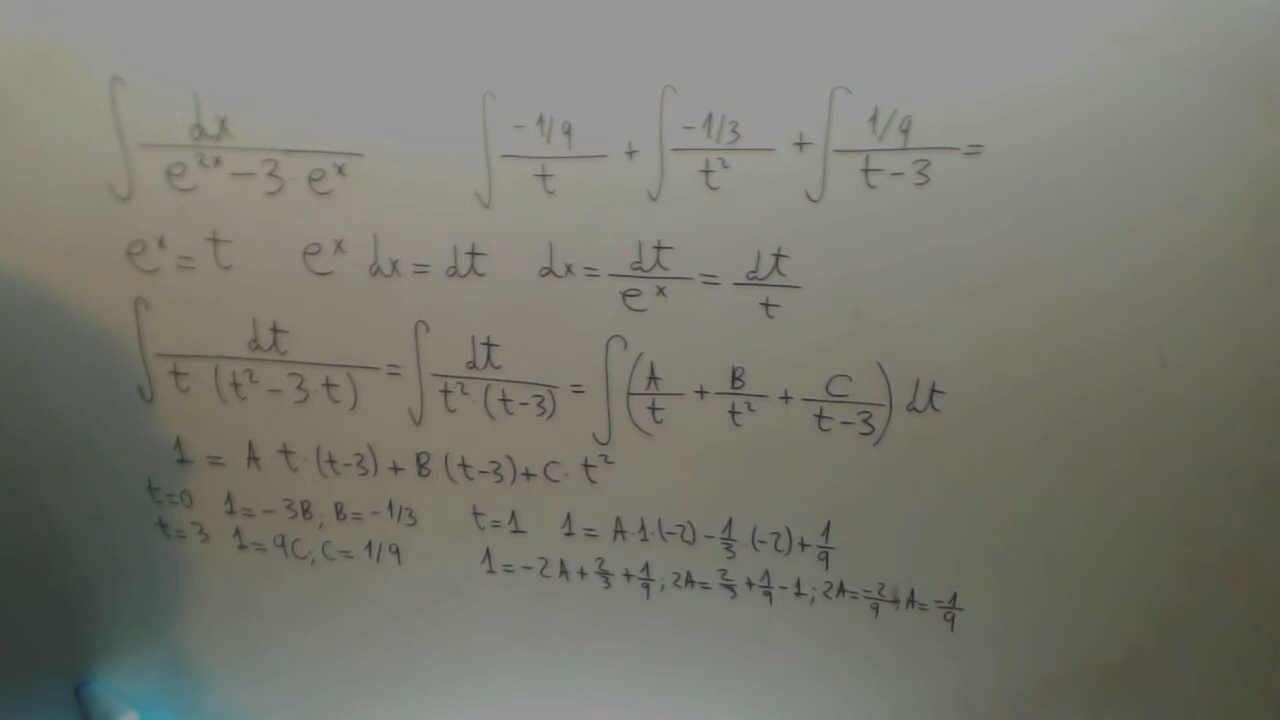 ∫ dx / (e^{2x} - 3·e^x)
∫ (-1/9)/t + ∫ (-1/3)/t² + ∫ (1/9)/(t-3) =
e^x = t   e^x dx = dt   dx = dt/e^x = dt/t
∫ dt / (t (t² - 3·t)) = ∫ dt / (t²·(t-3)) = ∫ (A/t + B/t² + C/(t-3)) dt
1 = A t·(t-3) + B (t-3) + C·t²
t=0   1 = -3B, B = -1/3
t=3   1 = 9C, C = 1/9
t=1   1 = A·1·(-2) - 1/3·(-2) + 1/9
1 = -2A + 2/3 + 1/9; 2A = 2/3 + 1/9 - 1; 2A = -2/9 → A = -1/9